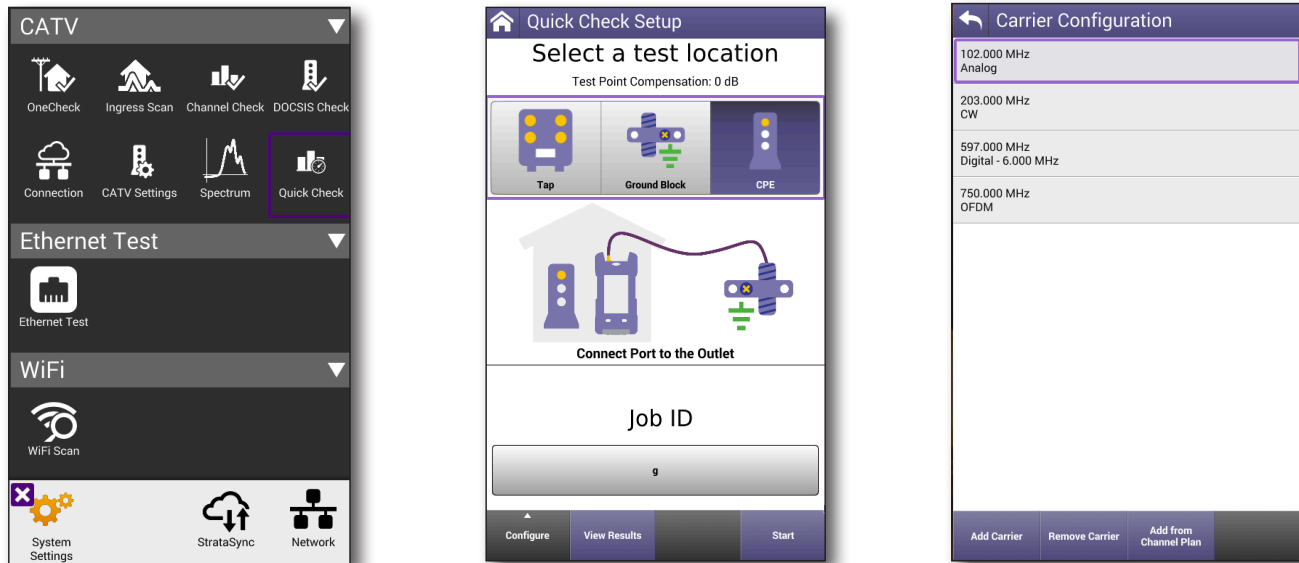 CATV
OneCheck
Ingress Scan
Channel Check
DOCSIS Check
Connection
CATV Settings
Spectrum
Quick Check
Ethernet Test
Ethernet Test
WiFi
WiFi Scan
System
Settings
StrataSync
Network
Quick Check Setup
Select a test location
Test Point Compensation: 0 dB
Tap
Ground Block
CPE
Connect Port to the Outlet
Job ID
g
Configure
View Results
Start
Carrier Configuration
102.000 MHz
Analog
203.000 MHz
CW
597.000 MHz
Digital - 6.000 MHz
750.000 MHz
OFDM
Add Carrier
Remove Carrier
Add from
Channel Plan